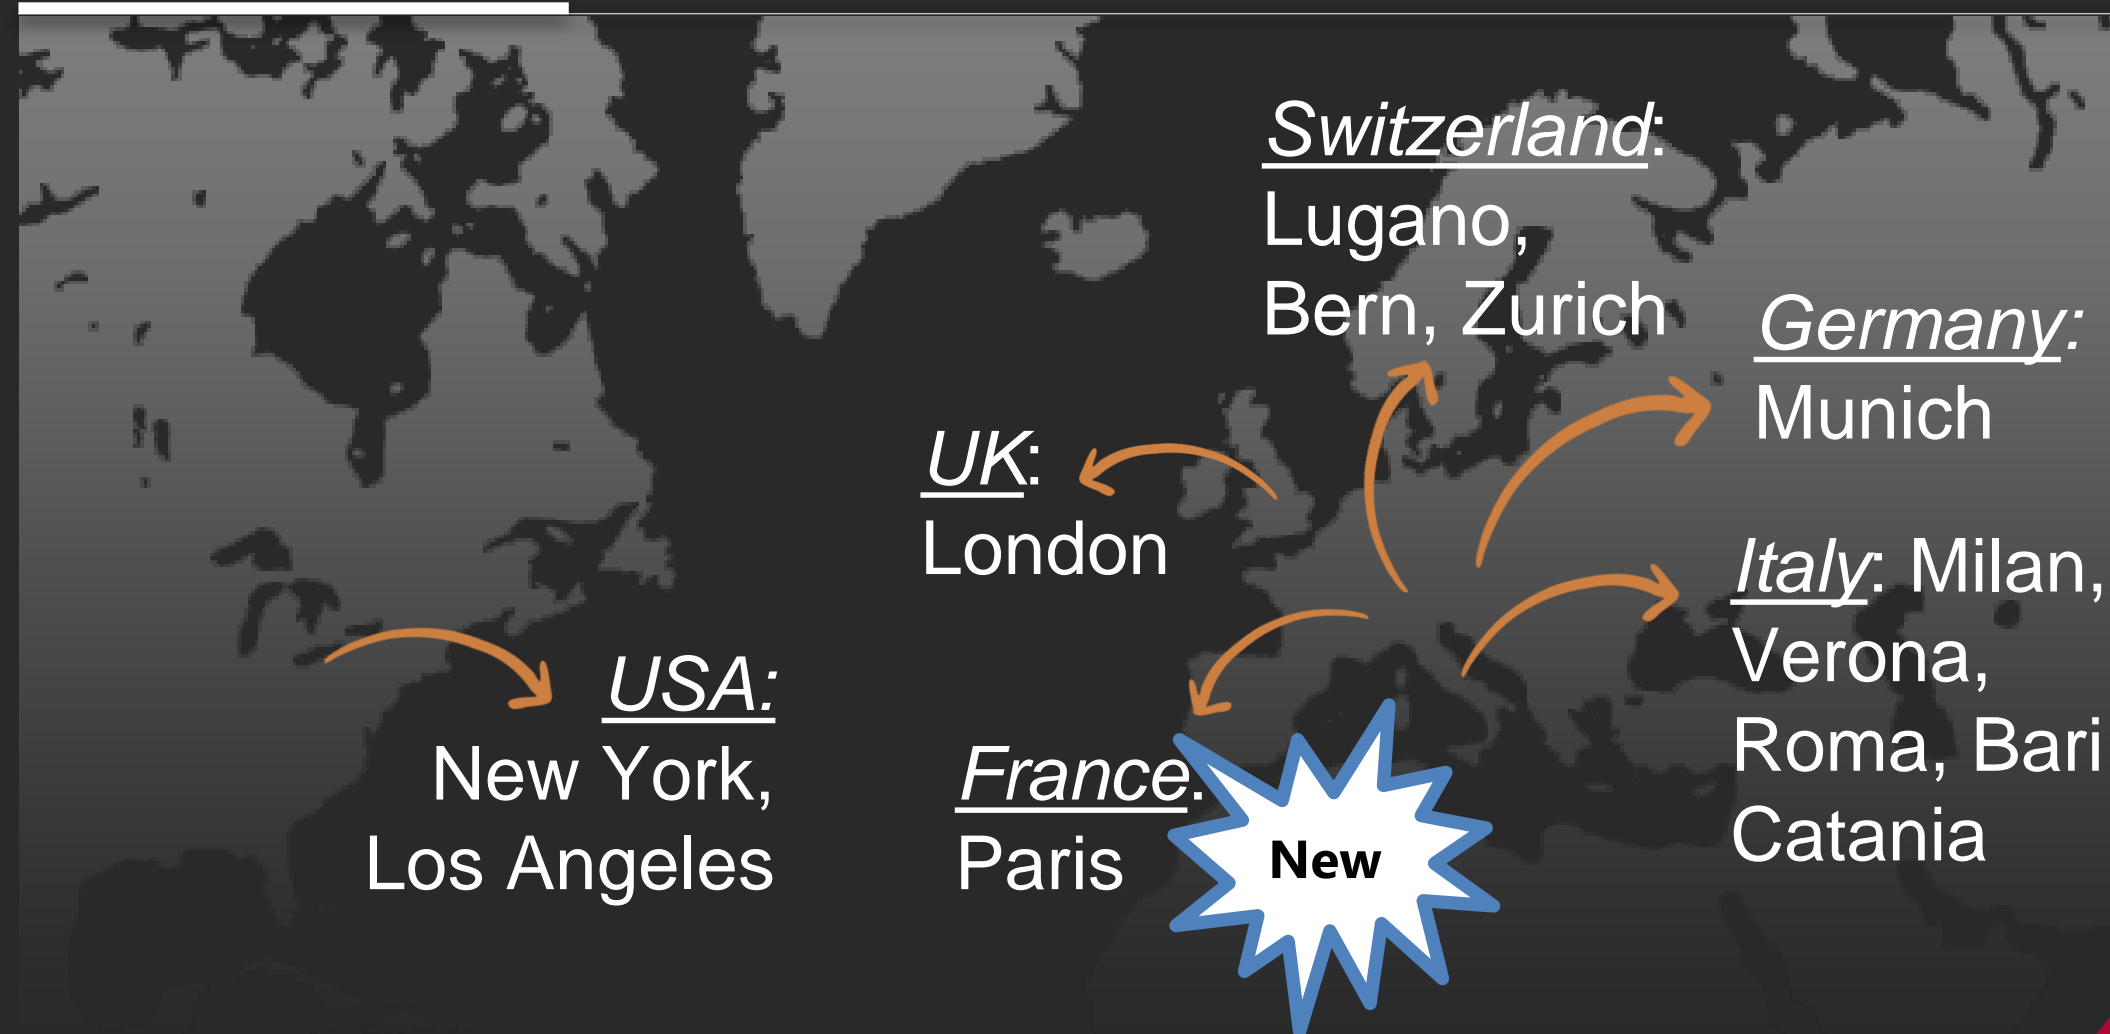 Switzerland:
Lugano,
Bern, Zurich
Germany:
Munich
UK:
London
Italy: Milan,
Verona,
Roma, Bari
Catania
USA:
New York,
Los Angeles
France:
Paris
New